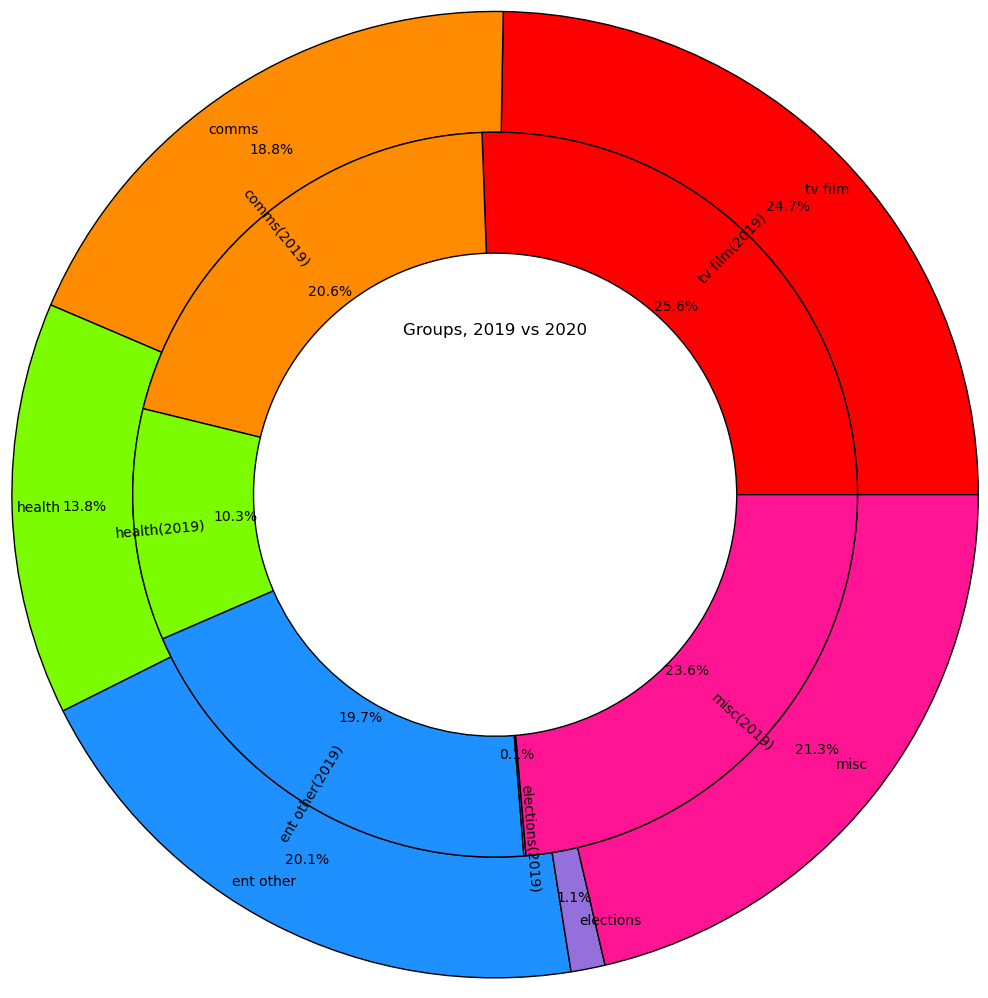 comms
18.8%
tv film
24.7%
comms(2019)
tv film(2019)
20.6%
25.6%
Groups, 2019 vs 2020
health
13.8%
health(2019)
10.3%
23.6%
misc(2019)
19.7%
0.1%
21.3%
misc
ent other(2019)
elections(2019)
20.1%
ent other
1.1%
elections